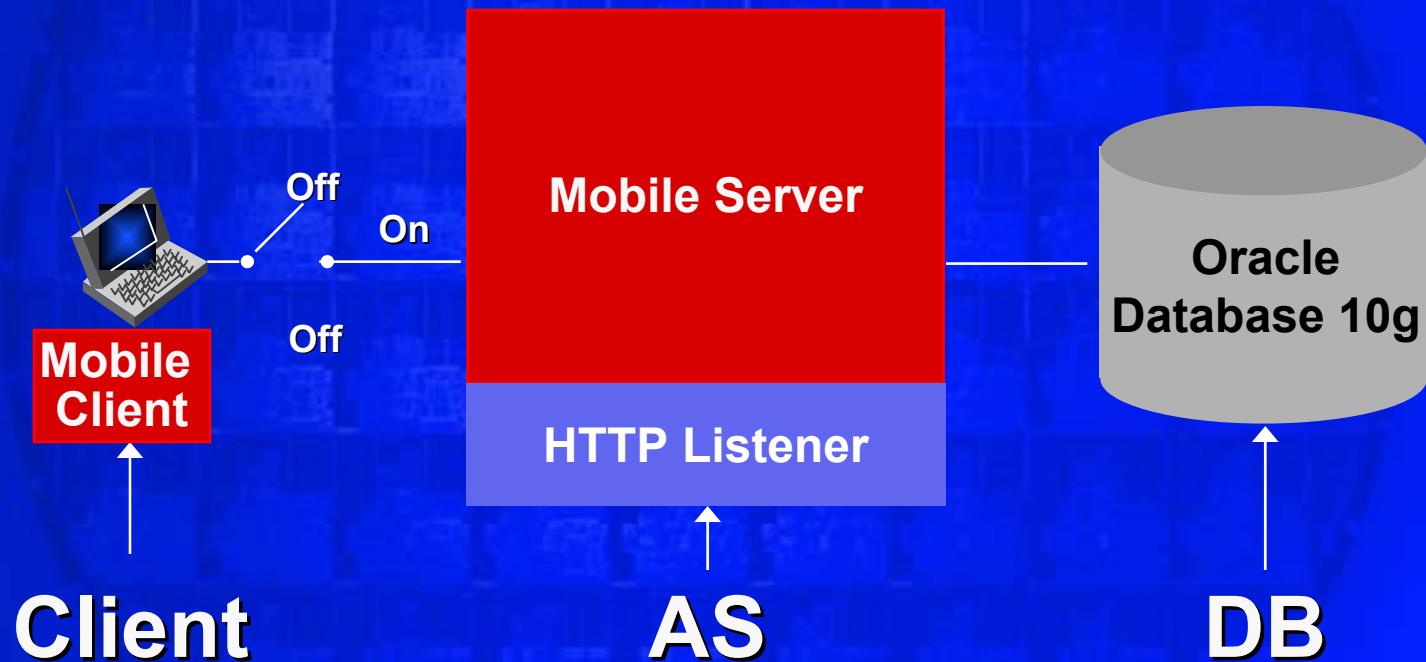 Off
On
Off
Mobile
Client
Mobile Server
HTTP Listener
Oracle
Database 10g
Client
AS
DB